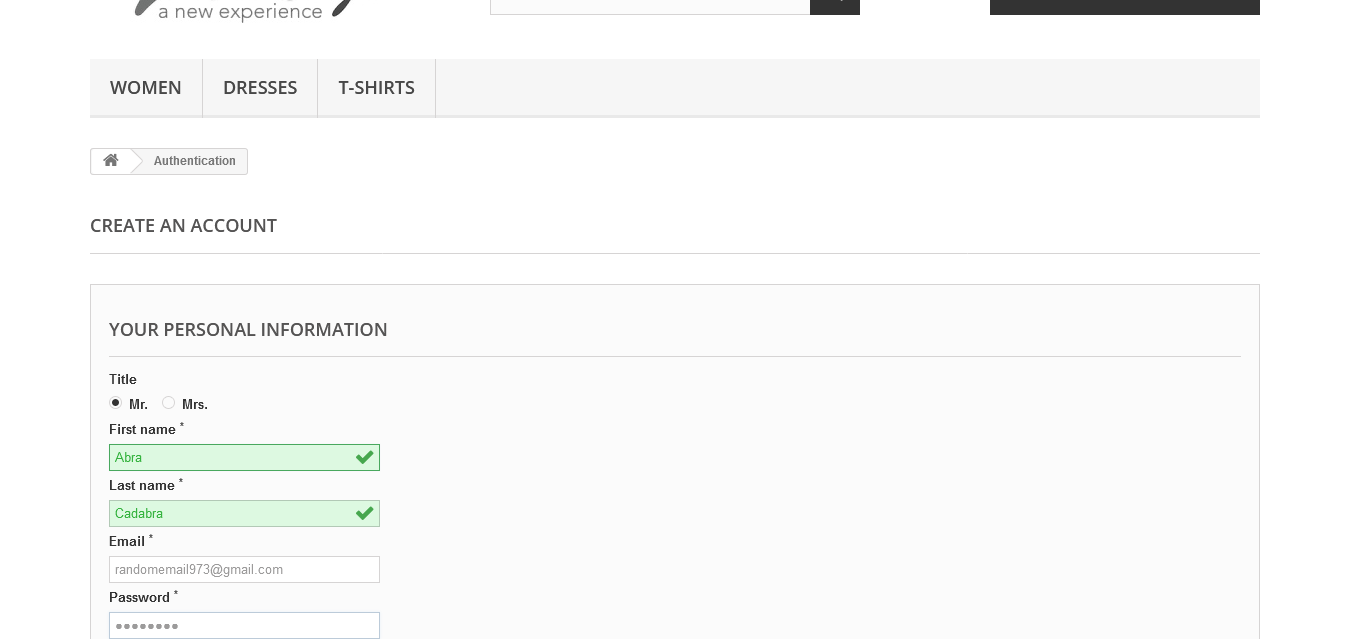 a new experience
WOMEN DRESSES T-SHIRTS
Authentication
CREATE AN ACCOUNT
YOUR PERSONAL INFORMATION
Title
Mr. Mrs.
First name *
Abra
Last name *
Cadabra
Email *
randomemail973@gmail.com
Password *
••••••••